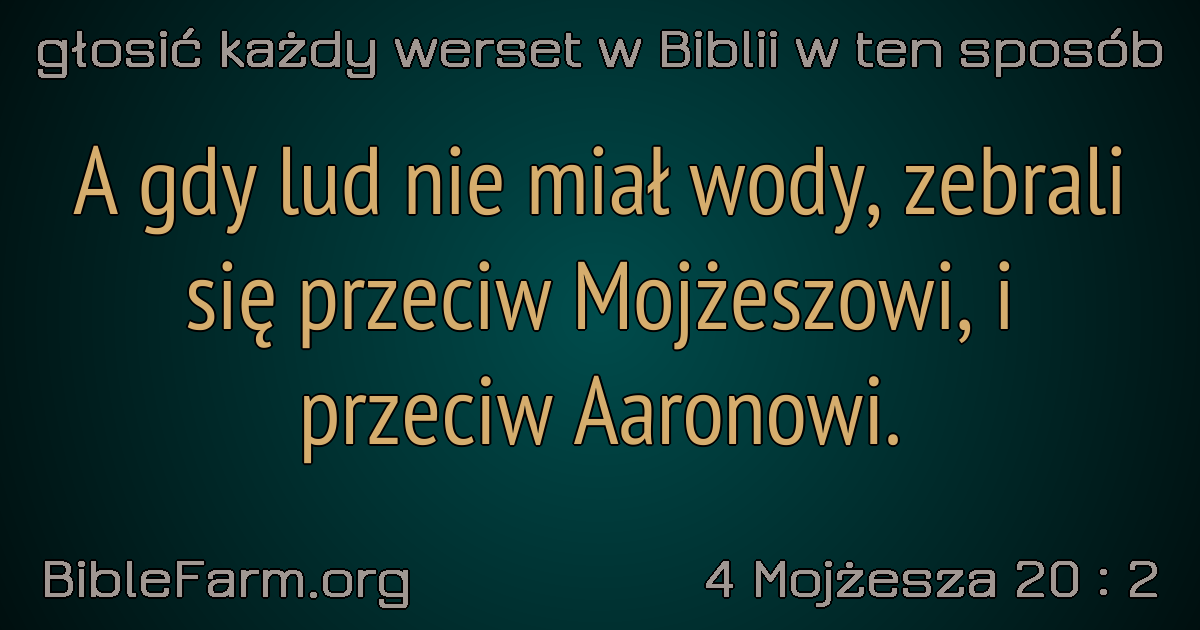 głosić każdy werset w Biblii w ten sposób
A gdy lud nie miał wody, zebrali
się przeciw Mojżeszowi, i
przeciw Aaronowi.
BibleFarm.org
4 Mojżesza 20 : 2